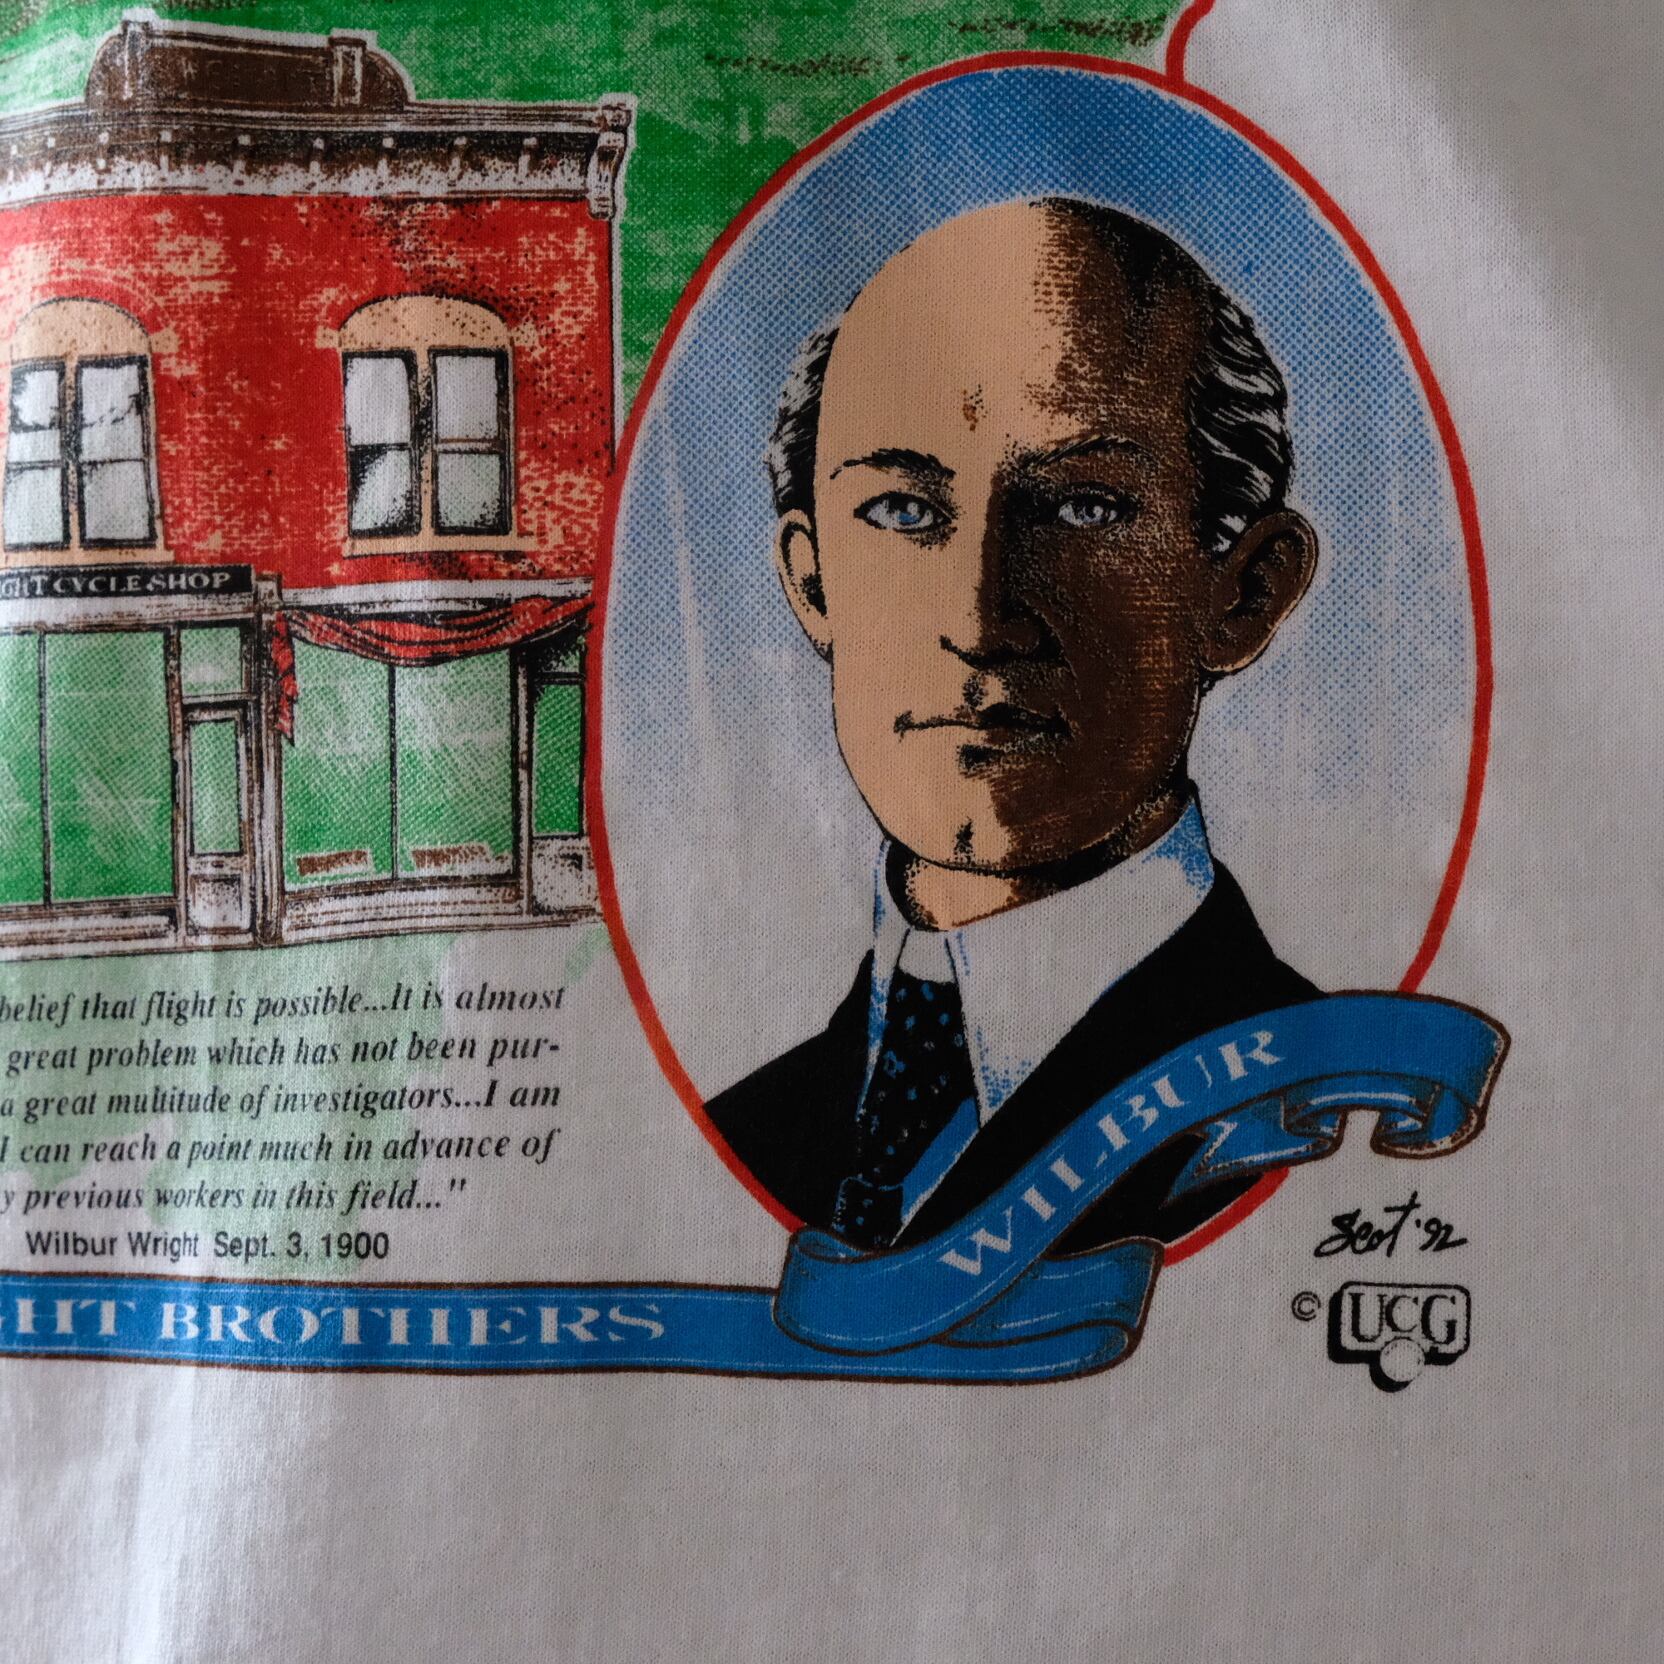 GHT CYCLE SHOP
belief that flight is possible...It is almost
great problem which has not been pur-
a great multitude of investigators...I am
I can reach a point much in advance of
y previous workers in this field..."
Wilbur Wright Sept. 3, 1900
GHT BROTHERS
WILBUR
Scot '92
© UCG